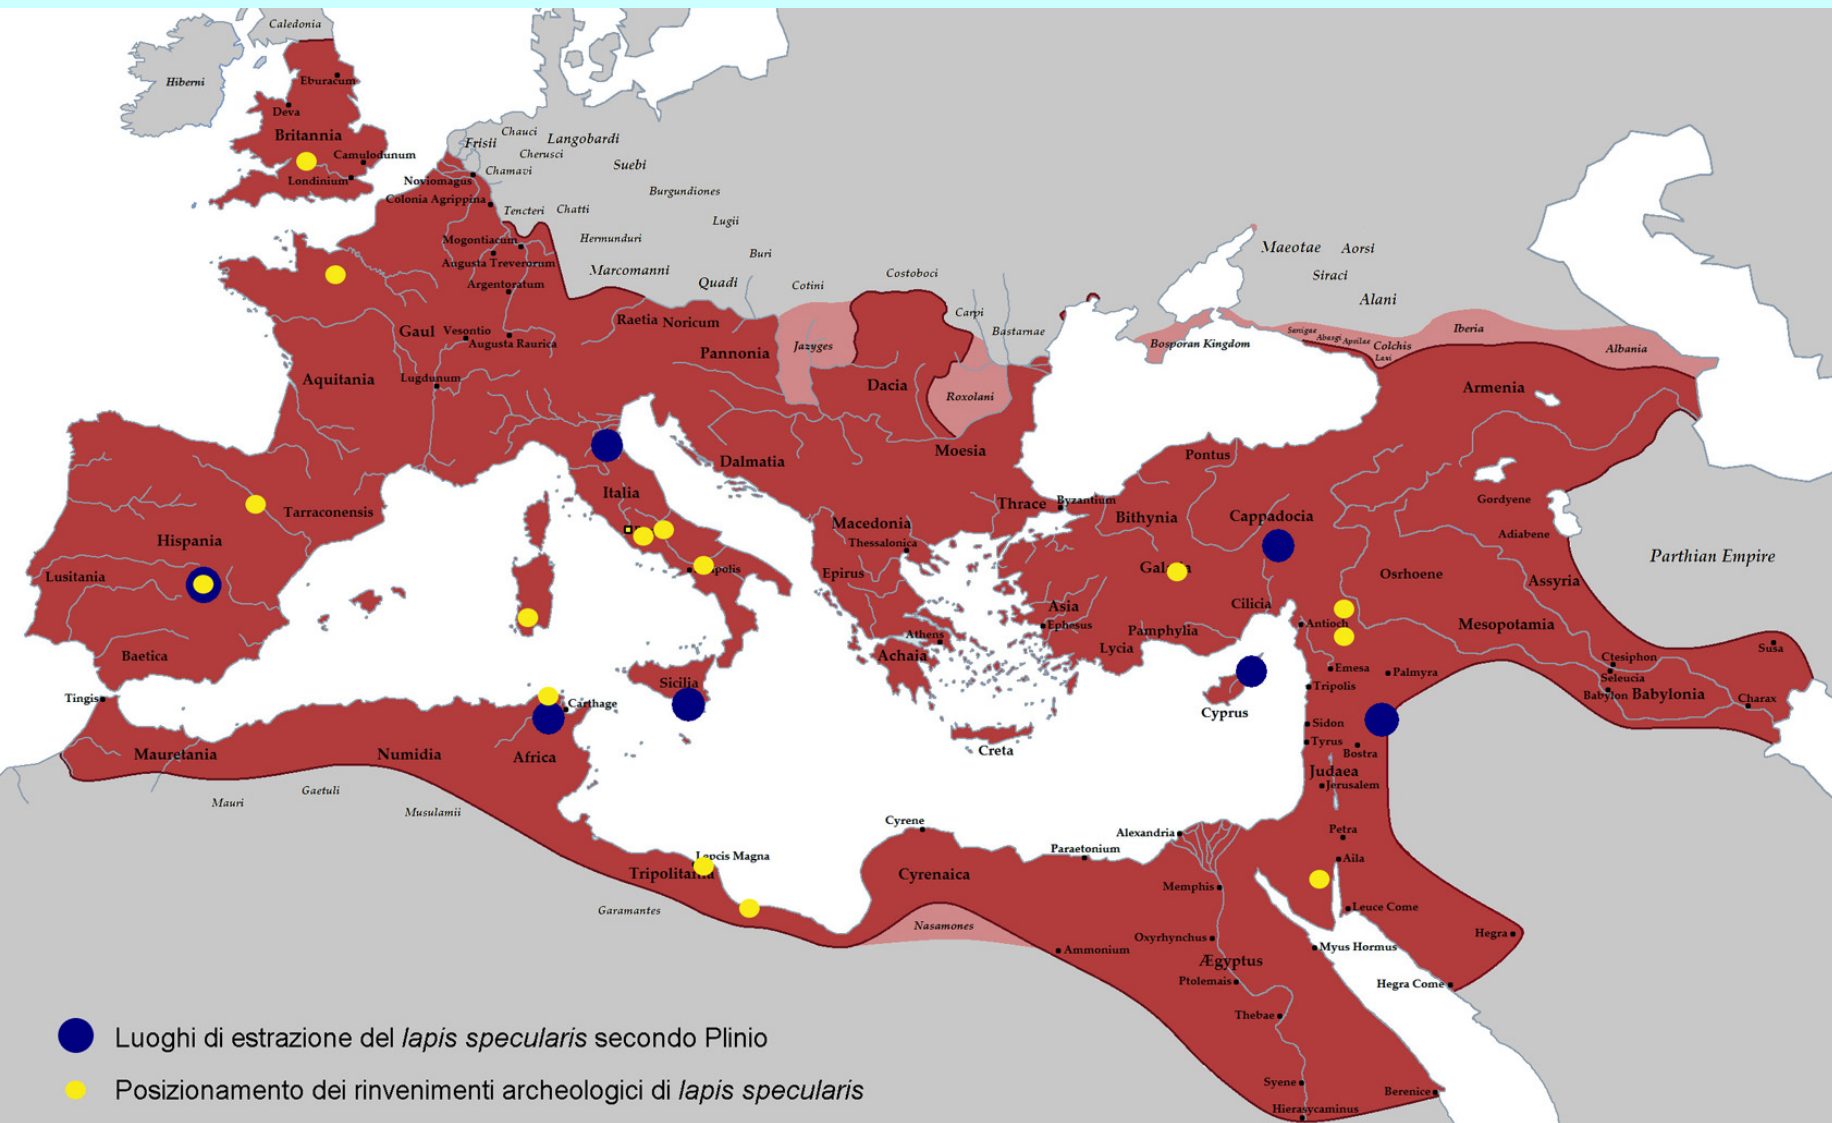 Caledonia
Hiberni
Eburacum
Deva
Britannia
Camulodunum
Londinium
Chauci
Langobardi
Frisii
Cherusci
Suebi
Chamavi
Noviomagus
Burgundiones
Colonia Agrippina
Tencteri
Chatti
Lugii
Mogontiacum
Hermunduri
Augusta Treverorum
Buri
Marcomanni
Quadi
Cotini
Costoboci
Argentoratum
Carpi
Bastarnae
Maeotae
Aorsi
Siraci
Alani
Gaul
Vesontio
Augusta Raurica
Raetia
Noricum
Pannonia
Jazyges
Bosporan Kingdom
Sanigae
Abasgi
Apsilae
Colchis
Lazi
Iberia
Albania
Aquitania
Lugdunum
Dacia
Roxolani
Armenia
Dalmatia
Moesia
Pontus
Italia
Tarraconensis
Hispania
Thrace
Byzantium
Bithynia
Cappadocia
Gordyene
Adiabene
Macedonia
Thessalonica
Parthian Empire
Lusitania
Epirus
Osrhoene
Assyria
Asia
Cilicia
Ephesus
Antioch
Mesopotamia
Athens
Pamphylia
Lycia
Achaia
Baetica
Susa
Ctesiphon
Seleucia
Emesa
Palmyra
Babylon
Babylonia
Charax
Tingis
Sicilia
Carthage
Tripolis
Cyprus
Sidon
Tyrus
Bostra
Creta
Mauretania
Numidia
Africa
Judaea
Jerusalem
Mauri
Gaetuli
Musulamii
Cyrene
Alexandria
Paraetonium
Petra
Aila
Lepcis Magna
Tripolitania
Cyrenaica
Memphis
Leuce Come
Garamantes
Nasamones
Hegra
Oxyrhynchus
Myus Hormus
Ammonium
Ægyptus
Ptolemais
Hegra Come
Thebae
Syene
Berenice
Hierasycaminus
Luoghi di estrazione del lapis specularis secondo Plinio
Posizionamento dei rinvenimenti archeologici di lapis specularis